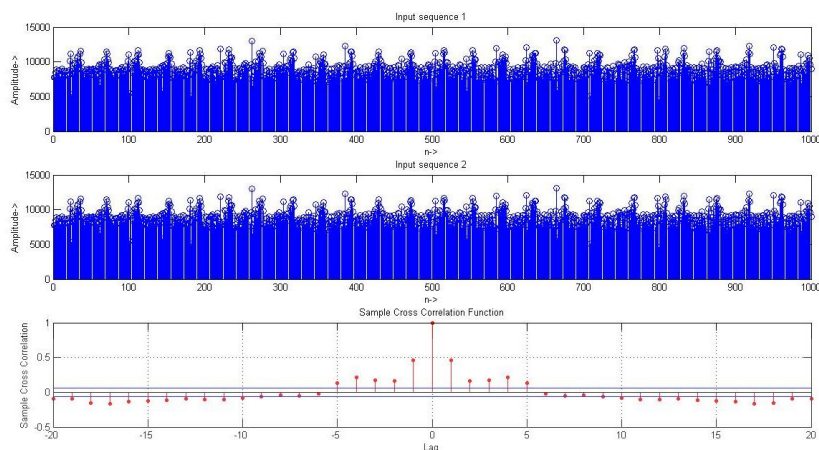 Input sequence 1
15000
10000
5000
0
Amplitude->
0 100 200 300 400 500 600 700 800 900 1000
n->
Input sequence 2
15000
10000
5000
0
Amplitude->
0 100 200 300 400 500 600 700 800 900 1000
n->
Sample Cross Correlation Function
1
0.5
0
-0.5
Sample Cross Correlation
-20 -15 -10 -5 0 5 10 15 20
Lag